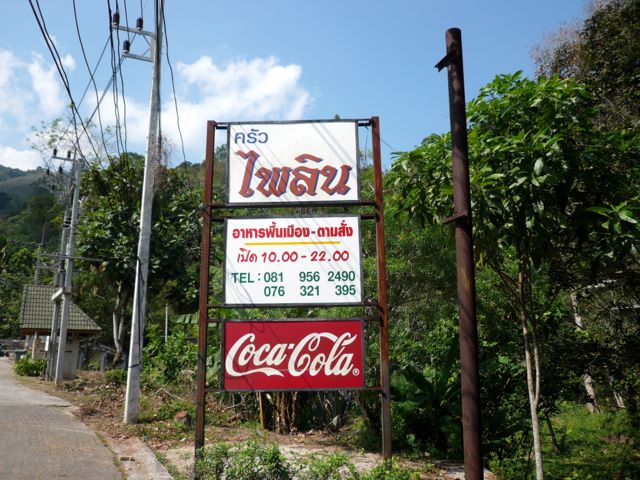 ครัว
ไพลิน
อาหารพื้นเมือง-ตามสั่ง
เปิด 10.00 - 22.00
TEL : 081 956 2490
076 321 395
Coca-Cola®